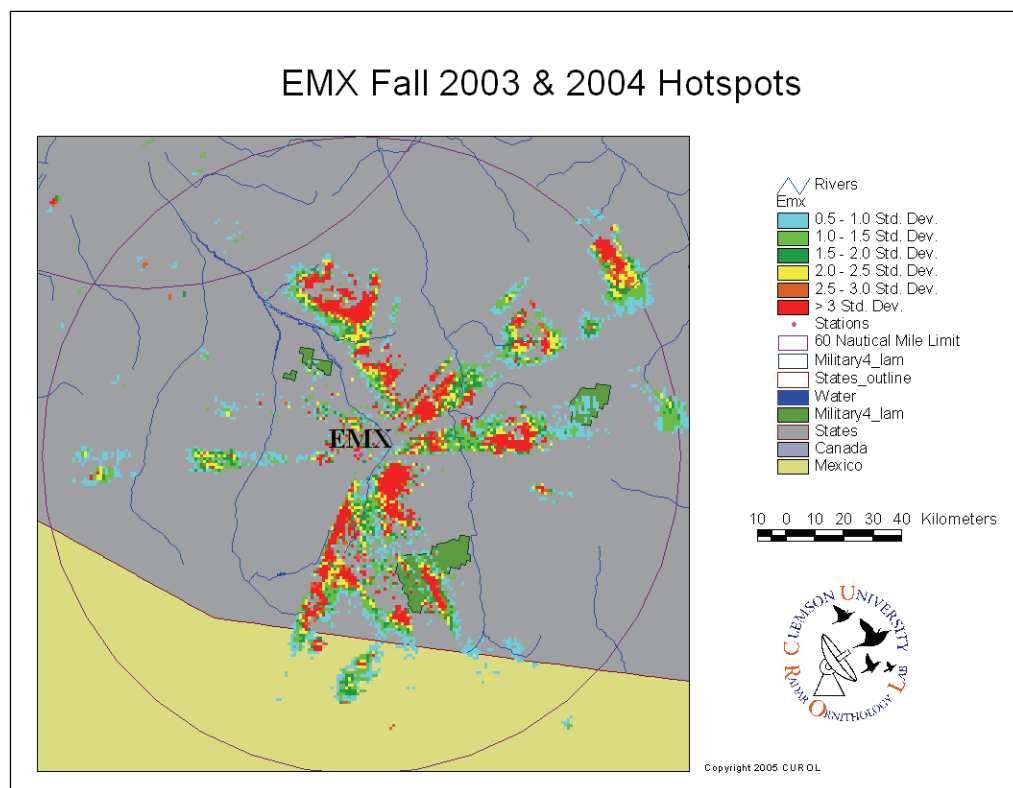 EMX Fall 2003 & 2004 Hotspots
EMX
Rivers
Emx
0.5 - 1.0 Std. Dev.
1.0 - 1.5 Std. Dev.
1.5 - 2.0 Std. Dev.
2.0 - 2.5 Std. Dev.
2.5 - 3.0 Std. Dev.
> 3 Std. Dev.
Stations
60 Nautical Mile Limit
Military4_lam
States_outline
Water
Military4_lam
States
Canada
Mexico
10 0 10 20 30 40 Kilometers
CLEMSON UNIVERSITY
RADAR ORNITHOLOGY LAB
Copyright 2005 CUROL